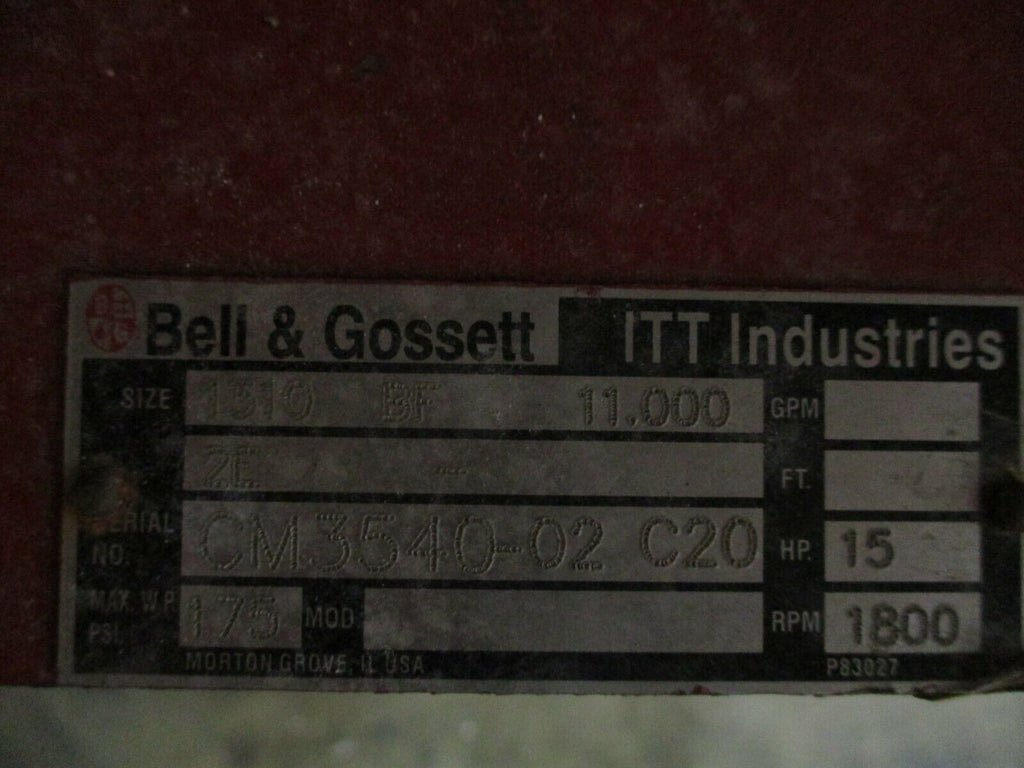 Bell & Gossett ITT Industries
SIZE 1510 BF 11.000 GPM
2E - FT.
SERIAL NO. CM3540-02 C20 HP. 15
MAX. W.P. PSI. 175 MOD. RPM 1800
MORTON GROVE, IL USA P83027